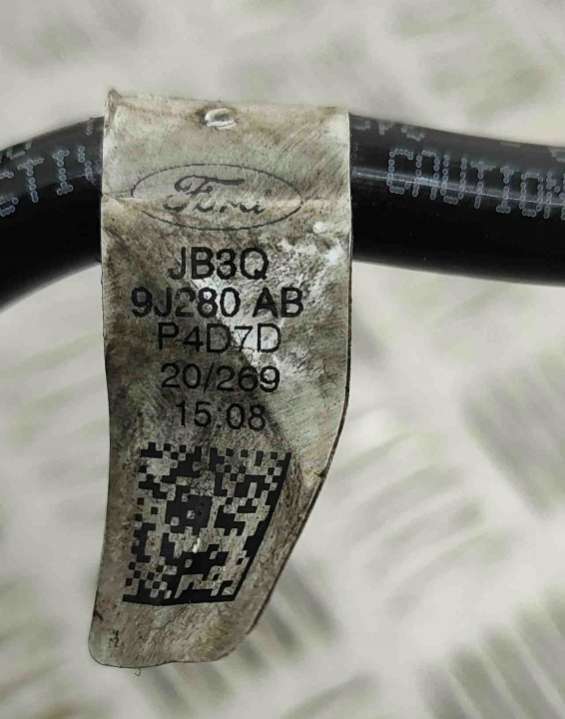 CAUTION
Ford
JB3Q
9J280 AB
P4D7D
20/269
15:08